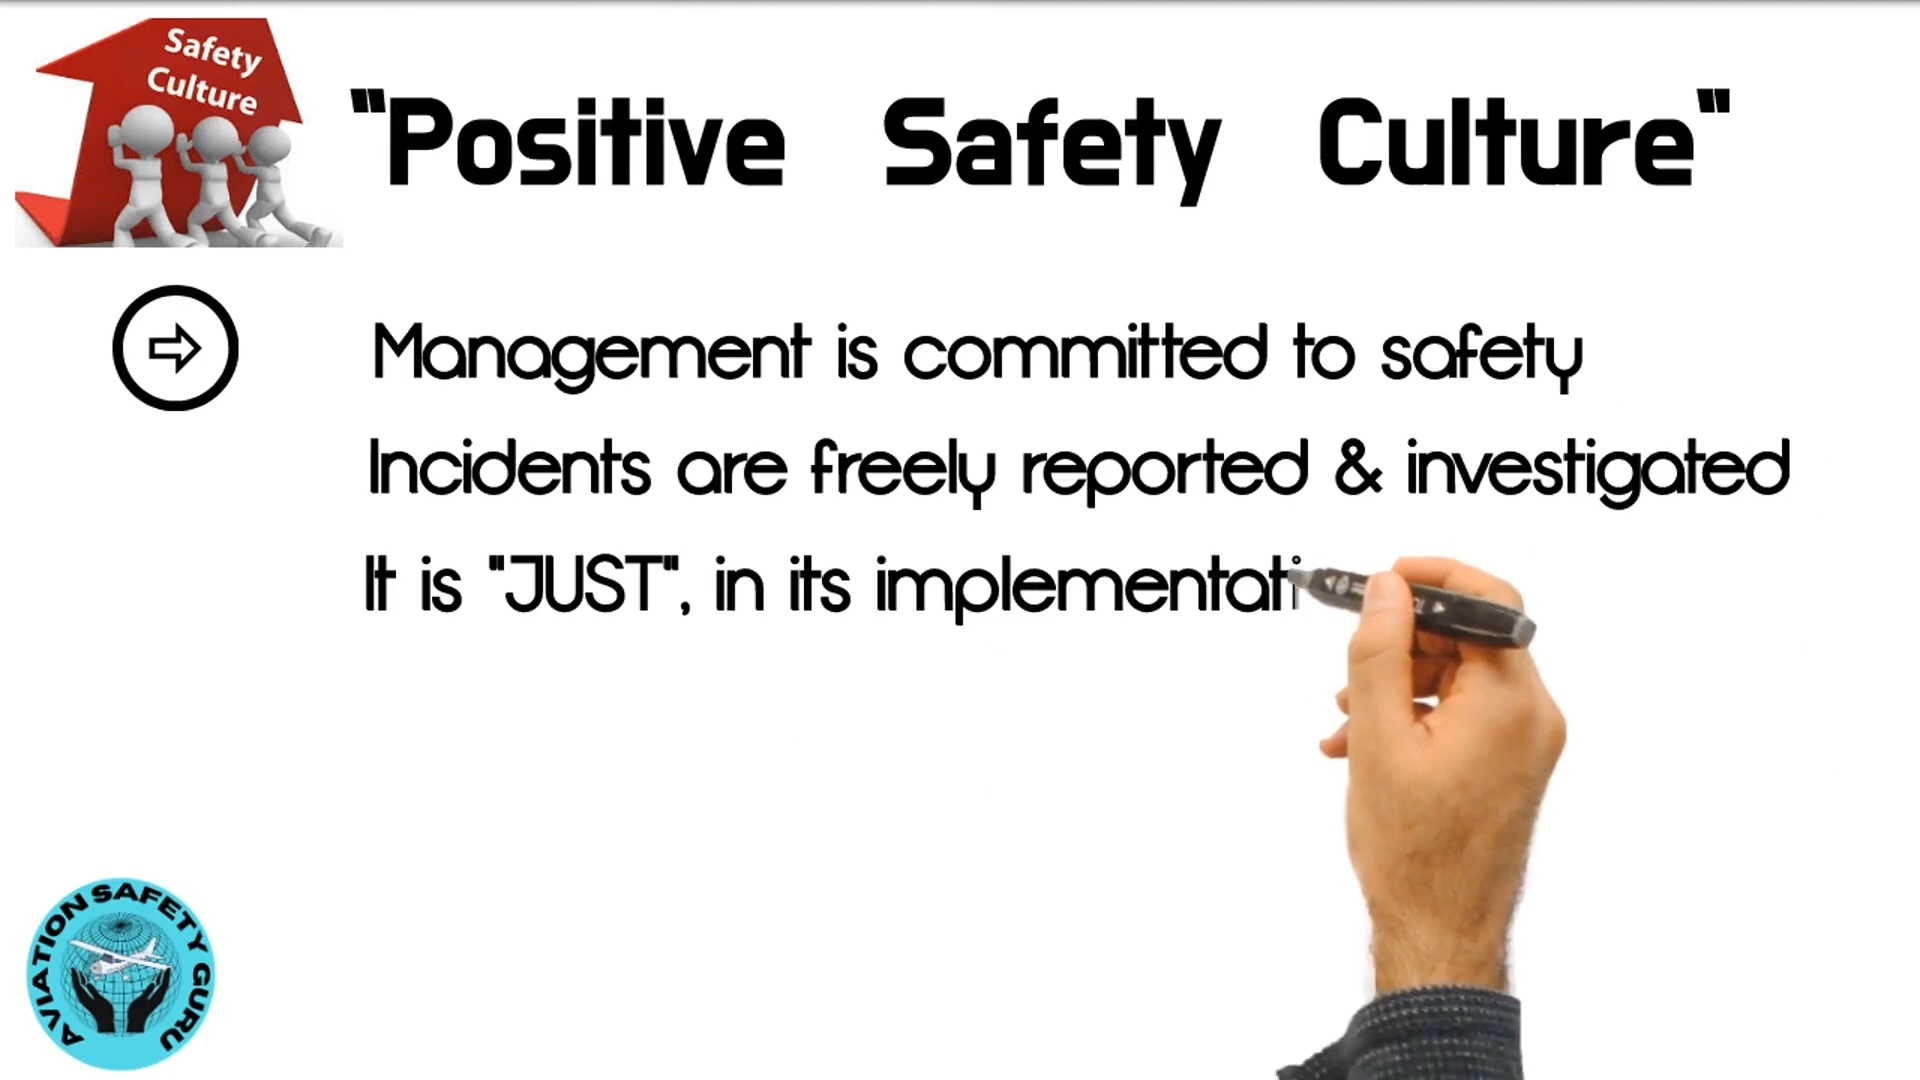 Safety
Culture
"Positive Safety Culture"
Management is committed to safety
Incidents are freely reported & investigated
It is "JUST", in its implementati
AVIATION SAFETY GURU